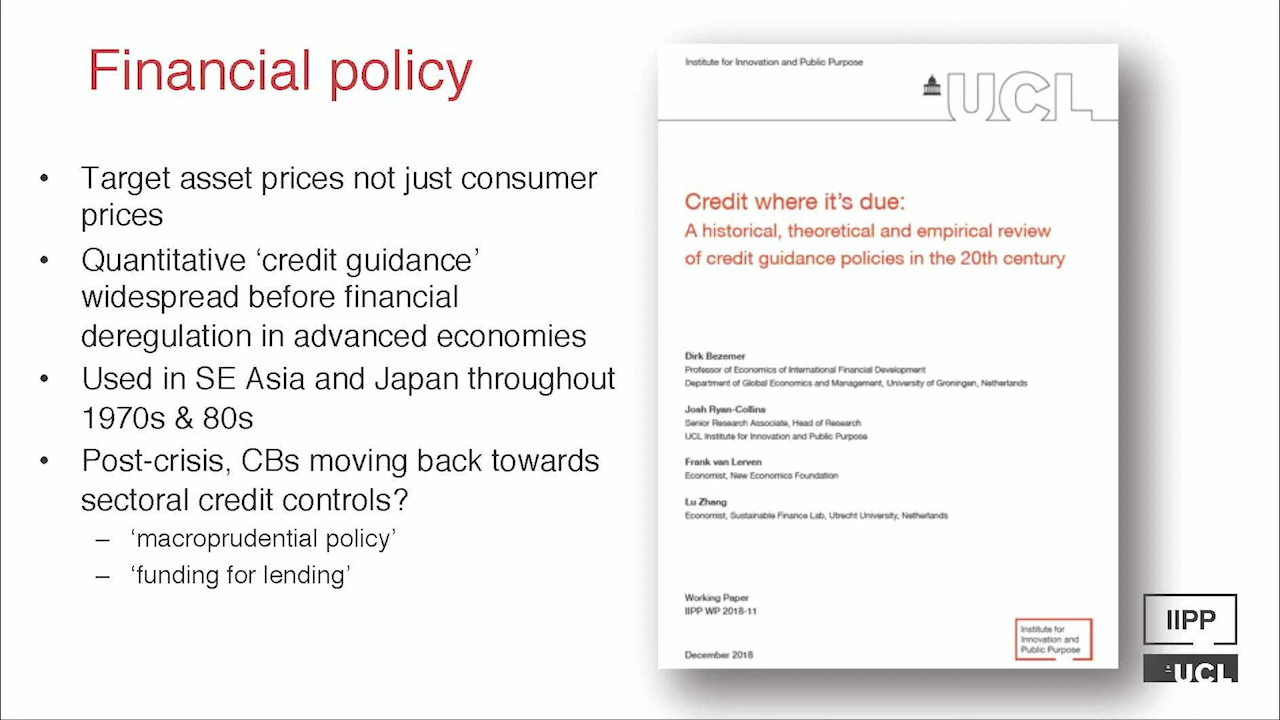 Financial policy
• Target asset prices not just consumer
prices
• Quantitative ‘credit guidance’
widespread before financial
deregulation in advanced economies
• Used in SE Asia and Japan throughout
1970s & 80s
• Post-crisis, CBs moving back towards
sectoral credit controls?
– ‘macroprudential policy’
– ‘funding for lending’
Institute for Innovation and Public Purpose
UCL
Credit where it’s due:
A historical, theoretical and empirical review
of credit guidance policies in the 20th century
Dirk Bezemer
Professor of Economics of International Financial Development
Department of Global Economics and Management, University of Groningen, Netherlands
Josh Ryan-Collins
Senior Research Associate, Head of Research
UCL Institute for Innovation and Public Purpose
Frank van Lerven
Economist, New Economics Foundation
Lu Zhang
Economist, Sustainable Finance Lab, Utrecht University, Netherlands
Working Paper
IIPP WP 2018-11
December 2018
Institute for
Innovation and
Public Purpose
IIPP
UCL